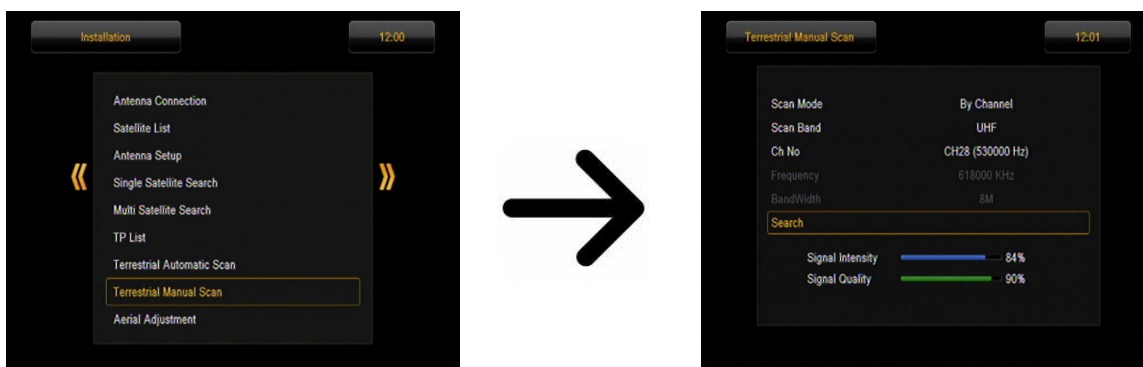 Installation
12:00
Antenna Connection
Satellite List
Antenna Setup
Single Satellite Search
Multi Satellite Search
TP List
Terrestrial Automatic Scan
Terrestrial Manual Scan
Aerial Adjustment
Terrestrial Manual Scan
12:01
Scan Mode By Channel
Scan Band UHF
Ch No CH28 (530000 Hz)
Frequency 618000 KHz
BandWidth 8M
Search
Signal Intensity 84%
Signal Quality 90%